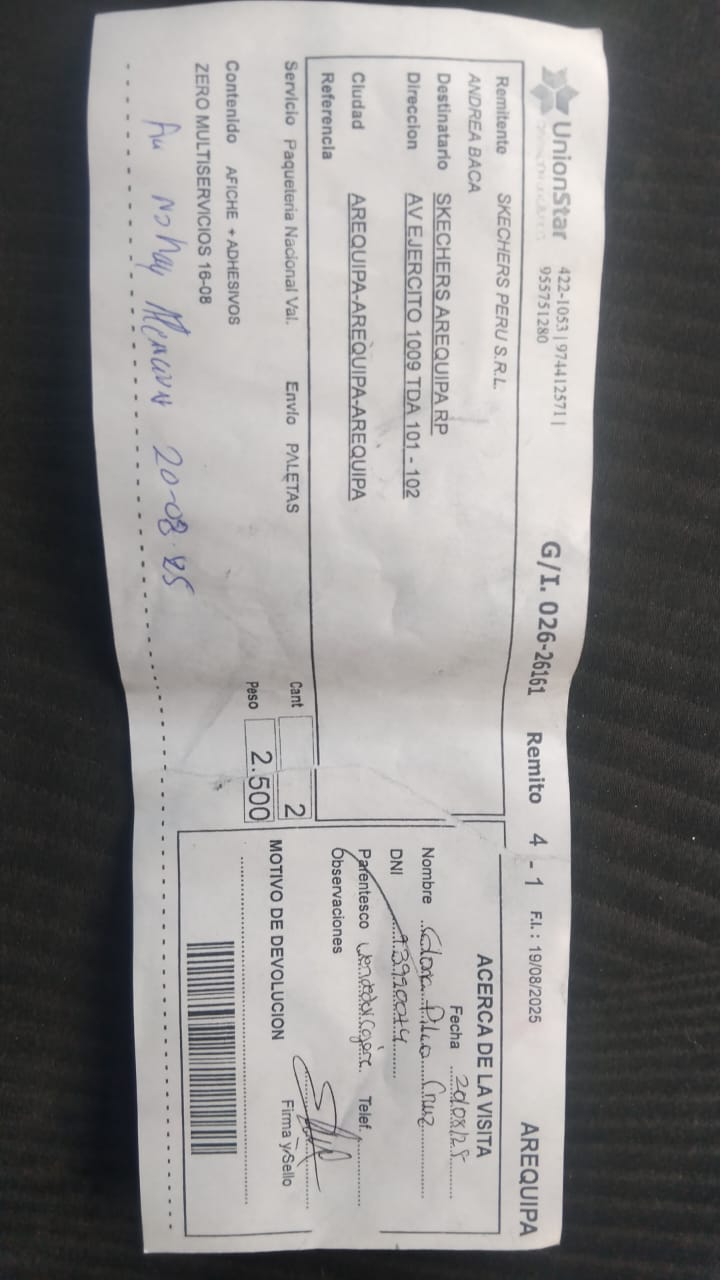 UnionStar
422-1053 | 974412571 |
955751280
G/I. 026-26161 Remito 4 - 1 F.I.: 19/08/2025 AREQUIPA
Remitente SKECHERS PERU S.R.L.
ANDREA BACA
Destinatario SKECHERS AREQUIPA RP
Direccion AV EJERCITO 1009 TDA 101 - 102
Ciudad AREQUIPA-AREQUIPA-AREQUIPA
Referencia
Servicio Paqueteria Nacional Val. Envio PALETAS
Cant 2
Contenido AFICHE + ADHESIVOS
Peso 2.500
ZERO MULTISERVICIOS 16-08
No hay 20-08-25
ACERCA DE LA VISITA
Fecha 20/08/25
Nombre Cruz
DNI
Parentesco Telef.
Observaciones
Firma y Sello
MOTIVO DE DEVOLUCION